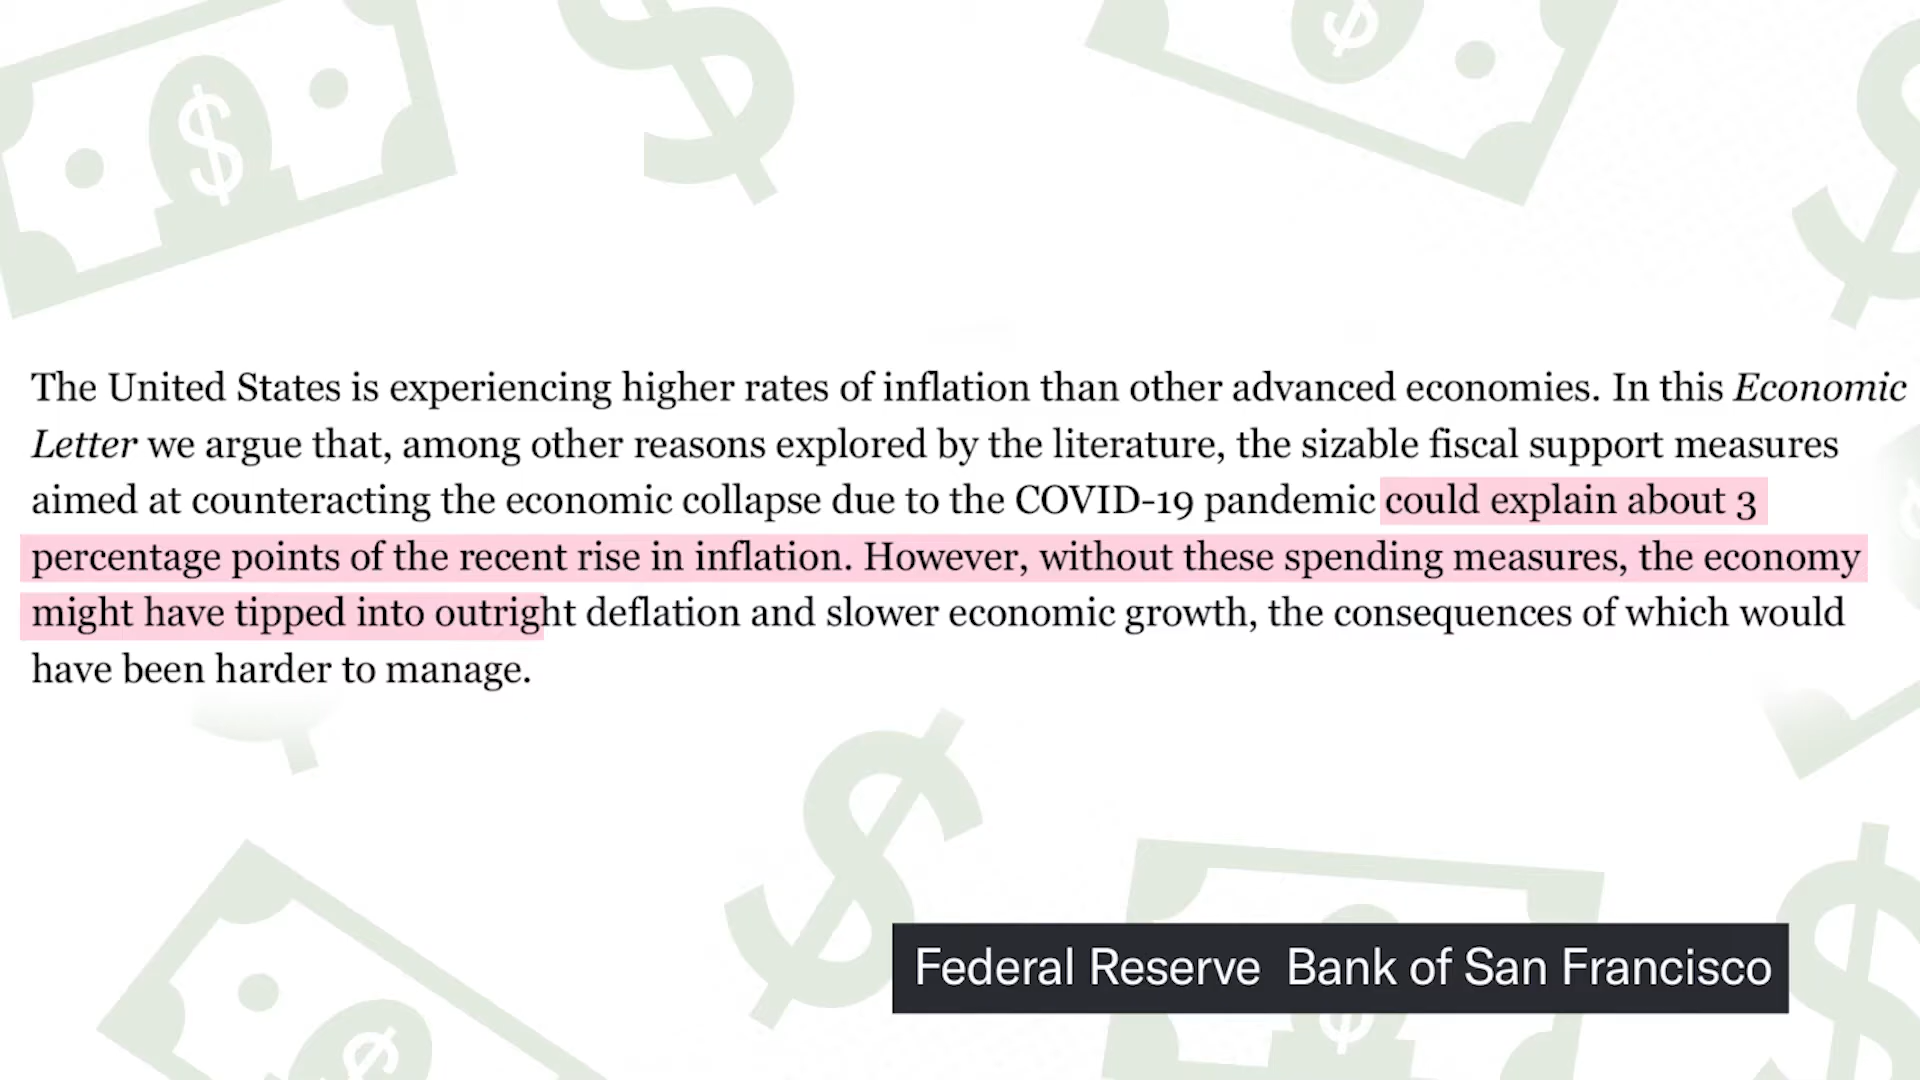 The United States is experiencing higher rates of inflation than other advanced economies. In this Economic
Letter we argue that, among other reasons explored by the literature, the sizable fiscal support measures
aimed at counteracting the economic collapse due to the COVID-19 pandemic could explain about 3
percentage points of the recent rise in inflation. However, without these spending measures, the economy
might have tipped into outright deflation and slower economic growth, the consequences of which would
have been harder to manage.
Federal Reserve Bank of San Francisco